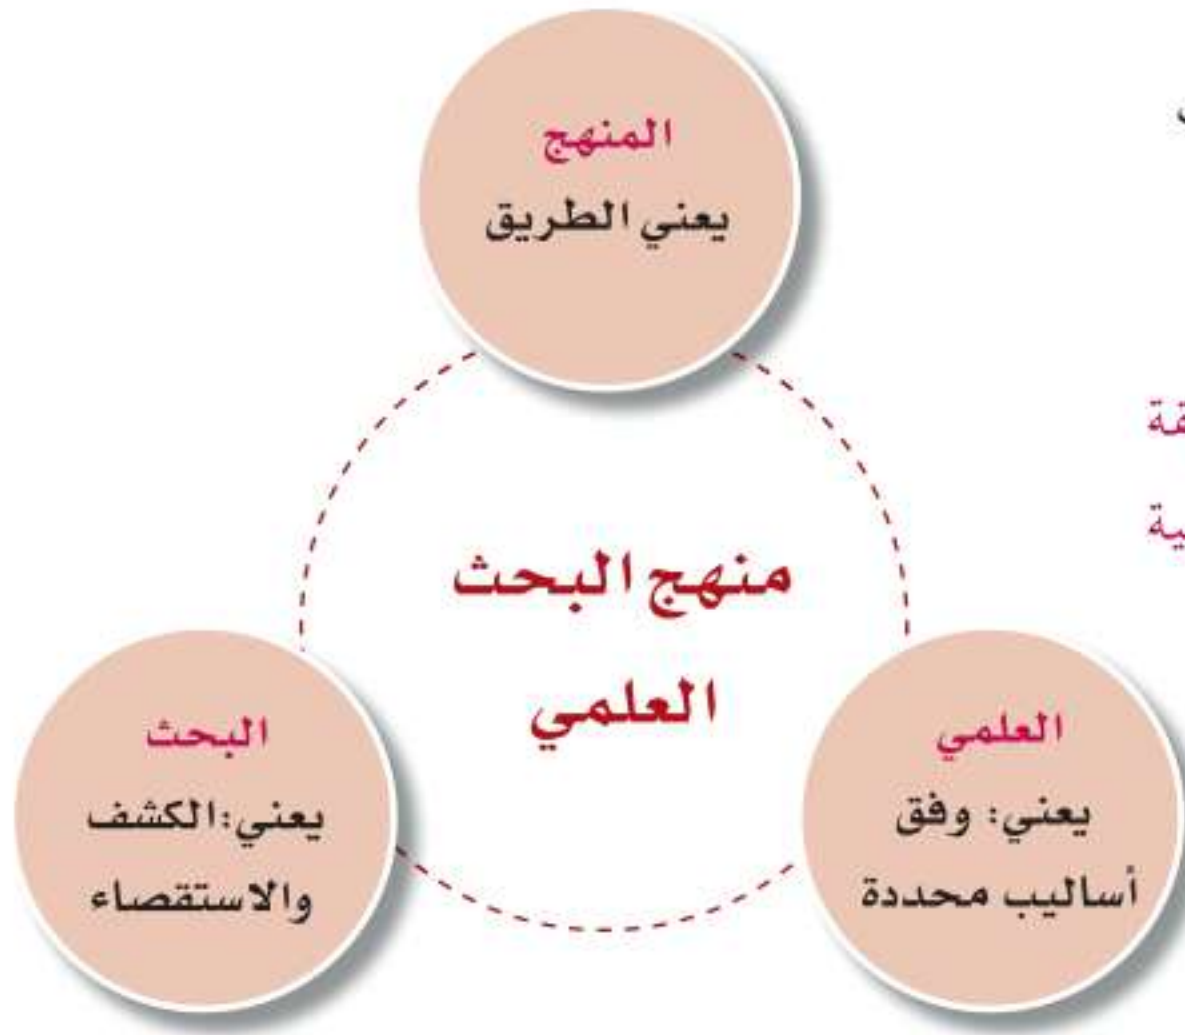 المنهج
يعني الطريق
منهج البحث
العلمي
العلمي
يعني: وفق
أساليب محددة
البحث
يعني:الكشف
والاستقصاء